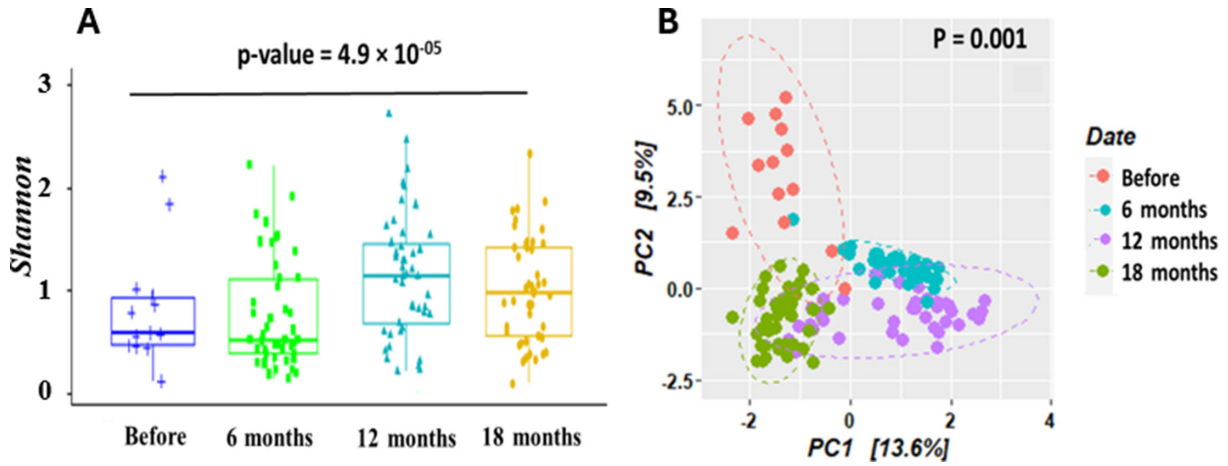 A
p-value = 4.9 × 10⁻⁰⁵
Shannon
3
2
1
0
Before
6 months
12 months
18 months
B
P = 0.001
PC2 [9.5%]
5.0
2.5
0.0
-2.5
-2
0
2
4
PC1 [13.6%]
Date
Before
6 months
12 months
18 months